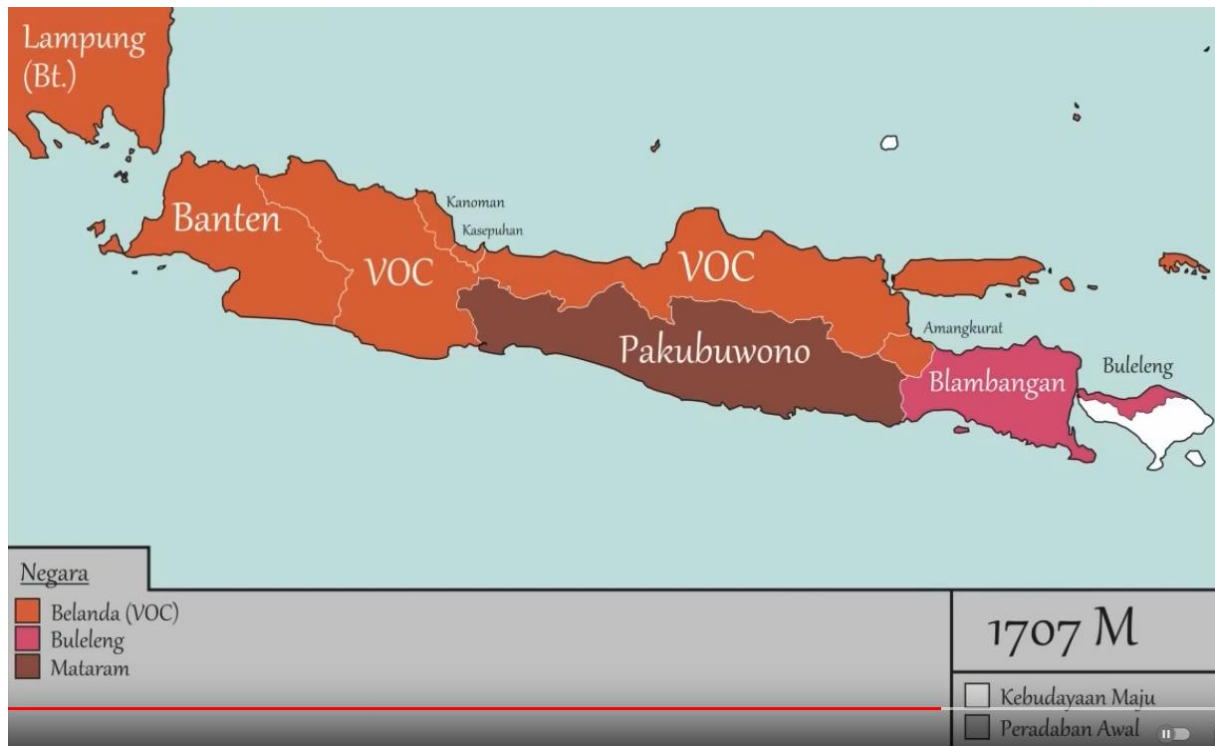 Lampung
(Bt.)
Banten
VOC
Kanoman
Kasepuhan
VOC
Pakubuwono
Amangkurat
Blambangan
Buleleng
Negara
Belanda (VOC)
Buleleng
Mataram
1707 M
Kebudayaan Maju
Peradaban Awal